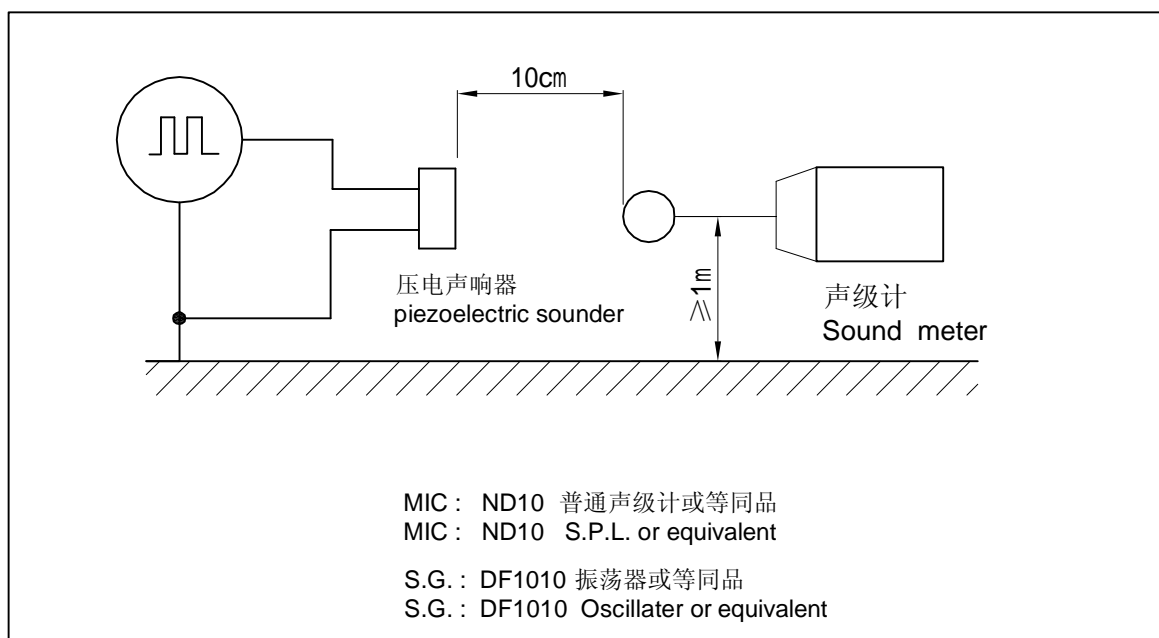 10cm
≥1m
压电声响器
piezoelectric sounder
声级计
Sound meter
MIC : ND10 普通声级计或等同品
MIC : ND10 S.P.L. or equivalent
S.G. : DF1010 振荡器或等同品
S.G. : DF1010 Oscillater or equivalent